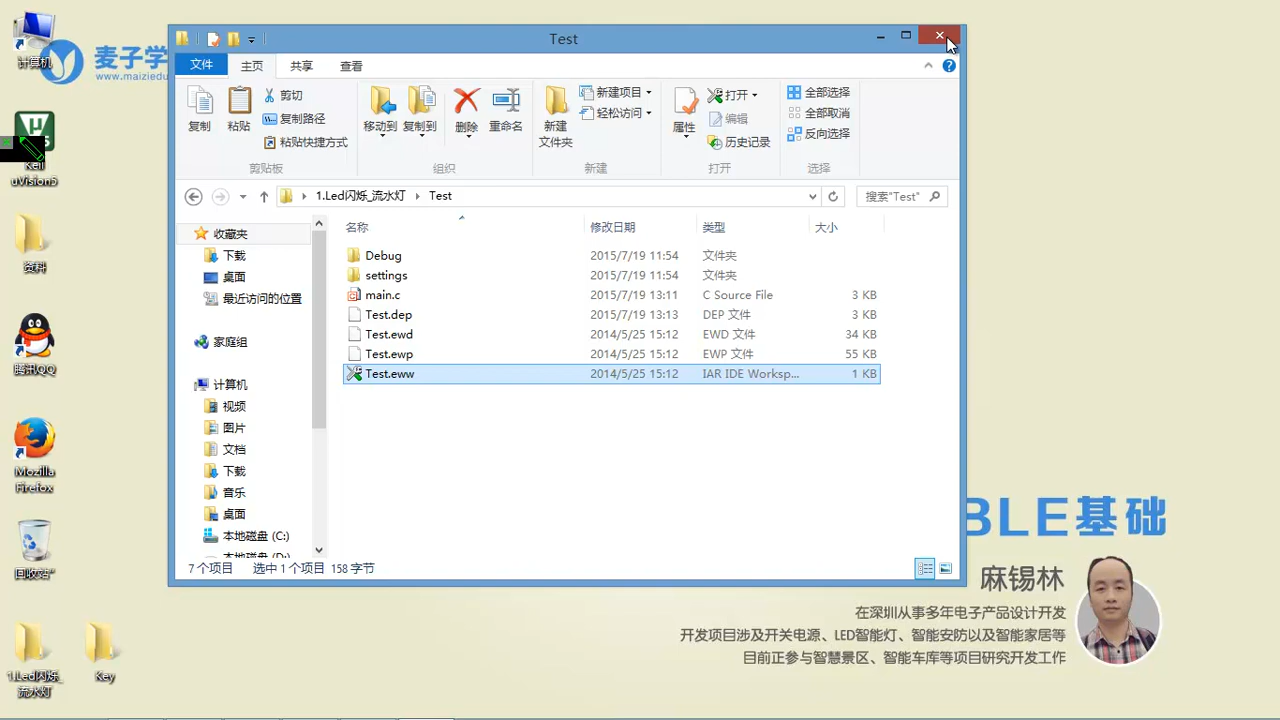 Test
文件 主页 共享 查看
复制
粘贴
剪切
复制路径
粘贴快捷方式
剪贴板
移动到
复制到
删除
重命名
组织
新建
文件夹
新建项目
轻松访问
新建
属性
打开
编辑
历史记录
打开
全部选择
全部取消
反向选择
选择
1.Led闪烁_流水灯 Test
搜索"Test"
收藏夹
下载
桌面
最近访问的位置
家庭组
计算机
视频
图片
文档
下载
音乐
桌面
本地磁盘 (C:)
本地磁盘 (D:)
名称 修改日期 类型 大小
Debug 2015/7/19 11:54 文件夹
settings 2015/7/19 11:54 文件夹
main.c 2015/7/19 13:11 C Source File 3 KB
Test.dep 2015/7/19 13:13 DEP 文件 3 KB
Test.ewd 2014/5/25 15:12 EWD 文件 34 KB
Test.ewp 2014/5/25 15:12 EWP 文件 55 KB
Test.eww 2014/5/25 15:12 IAR IDE Worksp... 1 KB
7 个项目 选中 1 个项目 158 字节
计算机
麦子学
www.maiziedu
Keil
uVision5
资料
腾讯QQ
Mozilla
Firefox
回收站
1.Led闪烁_
流水灯
Key
BLE基础
麻锡林
在深圳从事多年电子产品设计开发
开发项目涉及开关电源、LED智能灯、智能安防以及智能家居等
目前正参与智慧景区、智能车库等项目研究开发工作